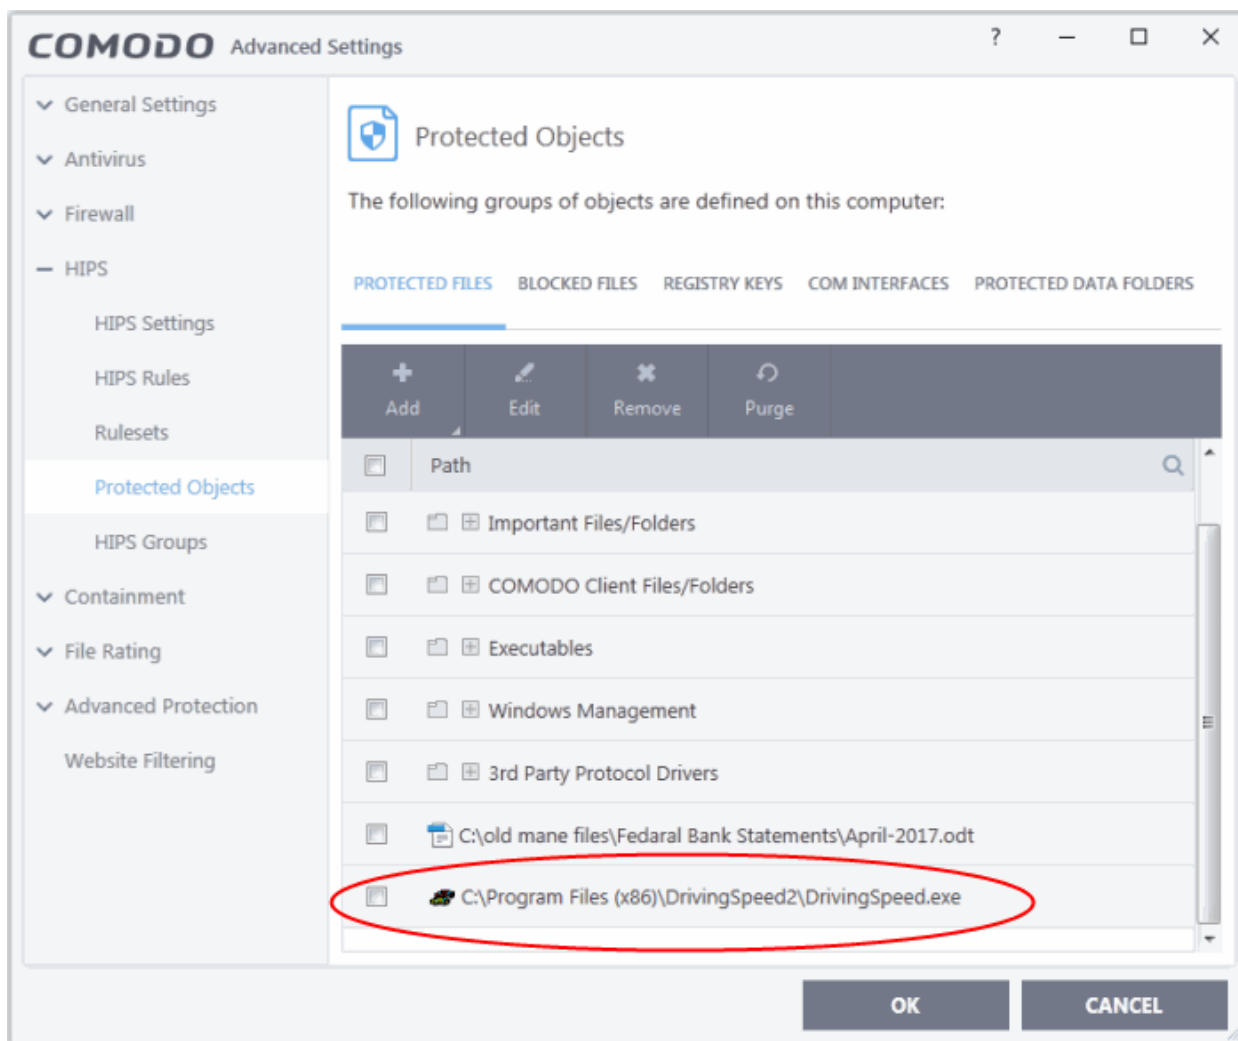 COMODO Advanced Settings ?
General Settings
Antivirus
Firewall
HIPS
HIPS Settings
HIPS Rules
Rulesets
Protected Objects
HIPS Groups
Containment
File Rating
Advanced Protection
Website Filtering
Protected Objects
The following groups of objects are defined on this computer:
PROTECTED FILES BLOCKED FILES REGISTRY KEYS COM INTERFACES PROTECTED DATA FOLDERS
Add Edit Remove Purge
Path
Important Files/Folders
COMODO Client Files/Folders
Executables
Windows Management
3rd Party Protocol Drivers
C:\old mane files\Fedaral Bank Statements\April-2017.odt
C:\Program Files (x86)\DrivingSpeed2\DrivingSpeed.exe
OK CANCEL